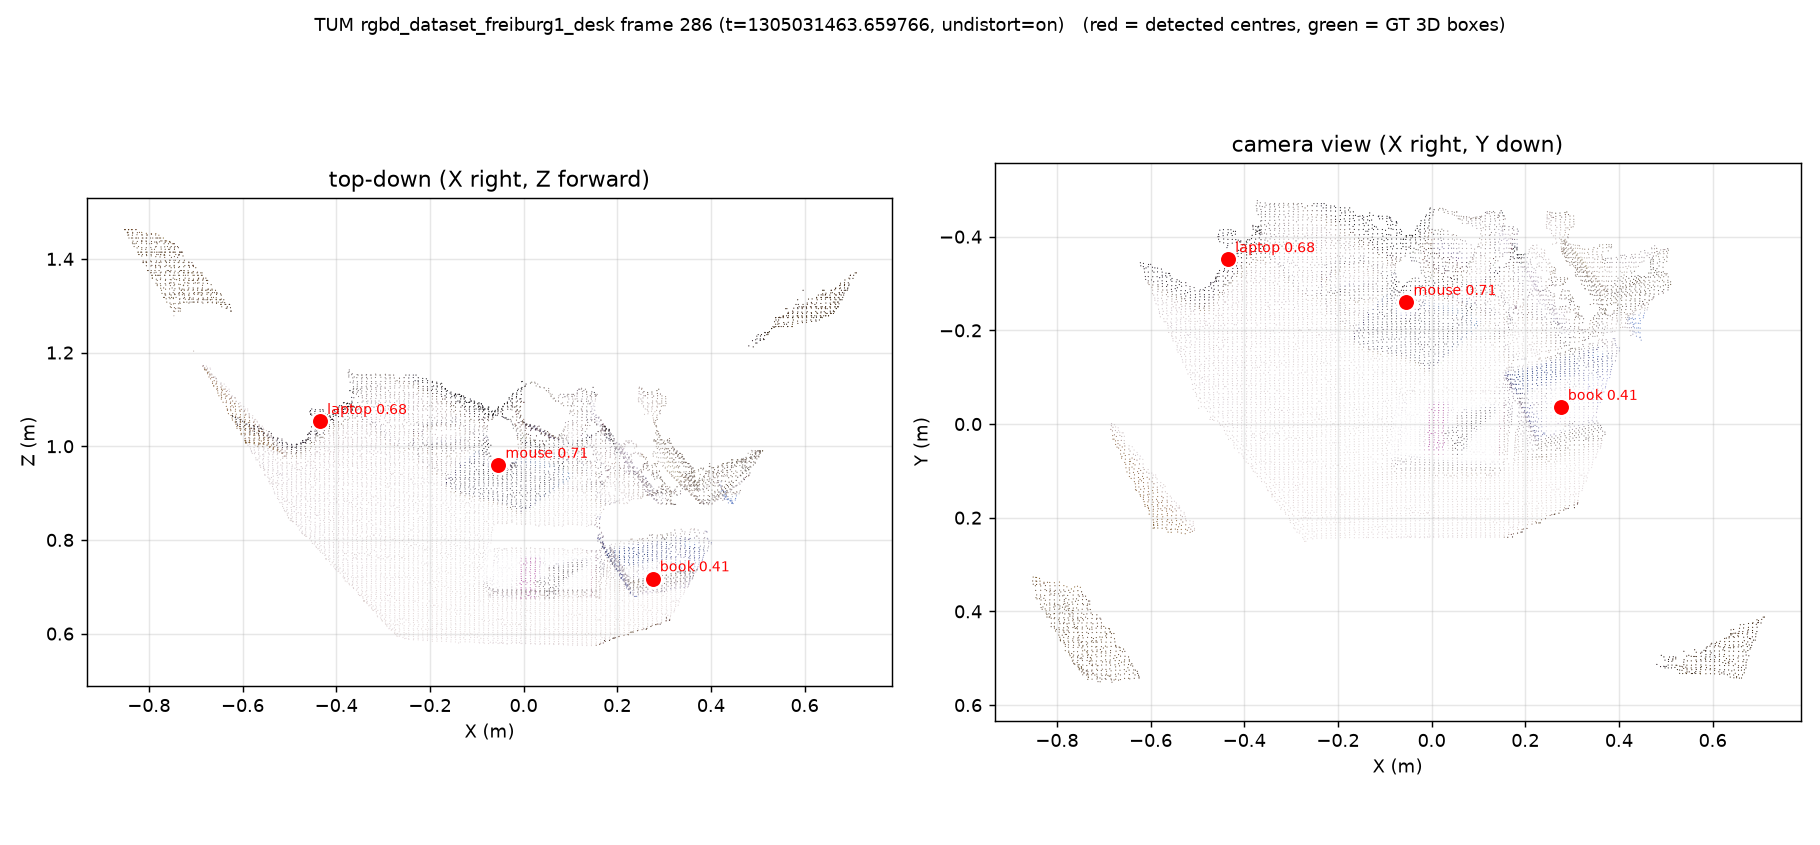 TUM rgbd_dataset_freiburg1_desk frame 286 (t=1305031463.659766, undistort=on)   (red = detected centres, green = GT 3D boxes)
top-down (X right, Z forward)
1.4
1.2
1.0
0.8
0.6
Z (m)
laptop 0.68
mouse 0.71
book 0.41
−0.8 −0.6 −0.4 −0.2 0.0 0.2 0.4 0.6
X (m)
camera view (X right, Y down)
−0.4
−0.2
0.0
0.2
0.4
0.6
Y (m)
laptop 0.68
mouse 0.71
book 0.41
−0.8 −0.6 −0.4 −0.2 0.0 0.2 0.4 0.6
X (m)